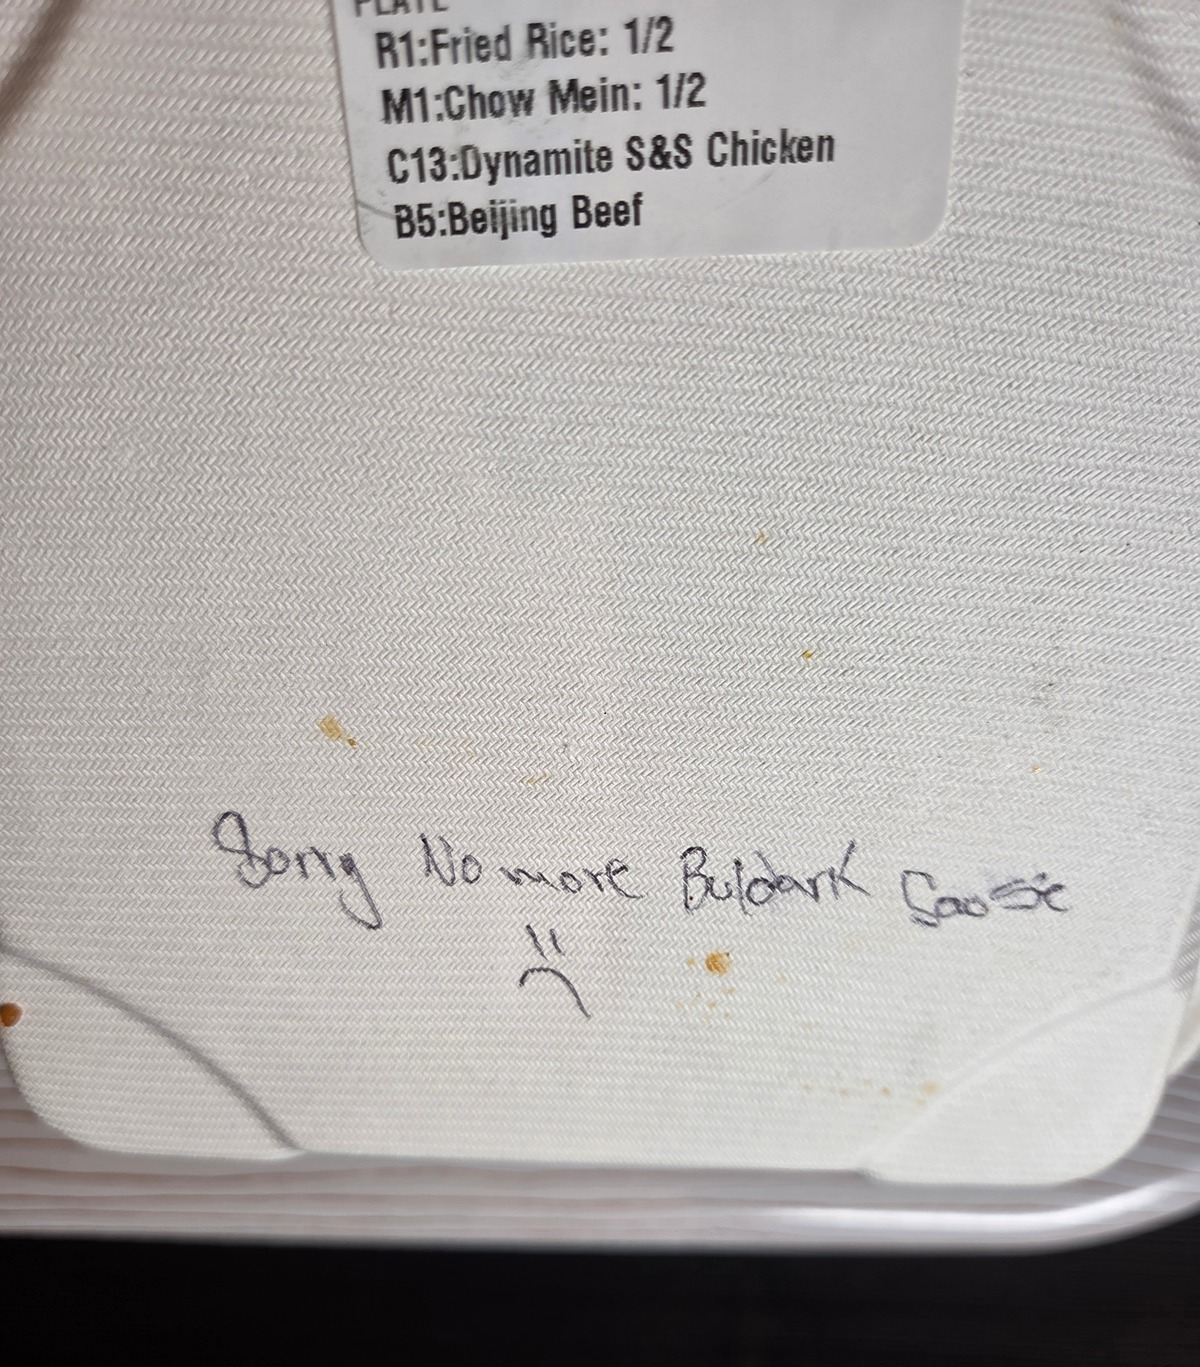 PLATE
R1:Fried Rice: 1/2
M1:Chow Mein: 1/2
C13:Dynamite S&S Chicken
B5:Beijing Beef
Sorry No more Buldark Sause